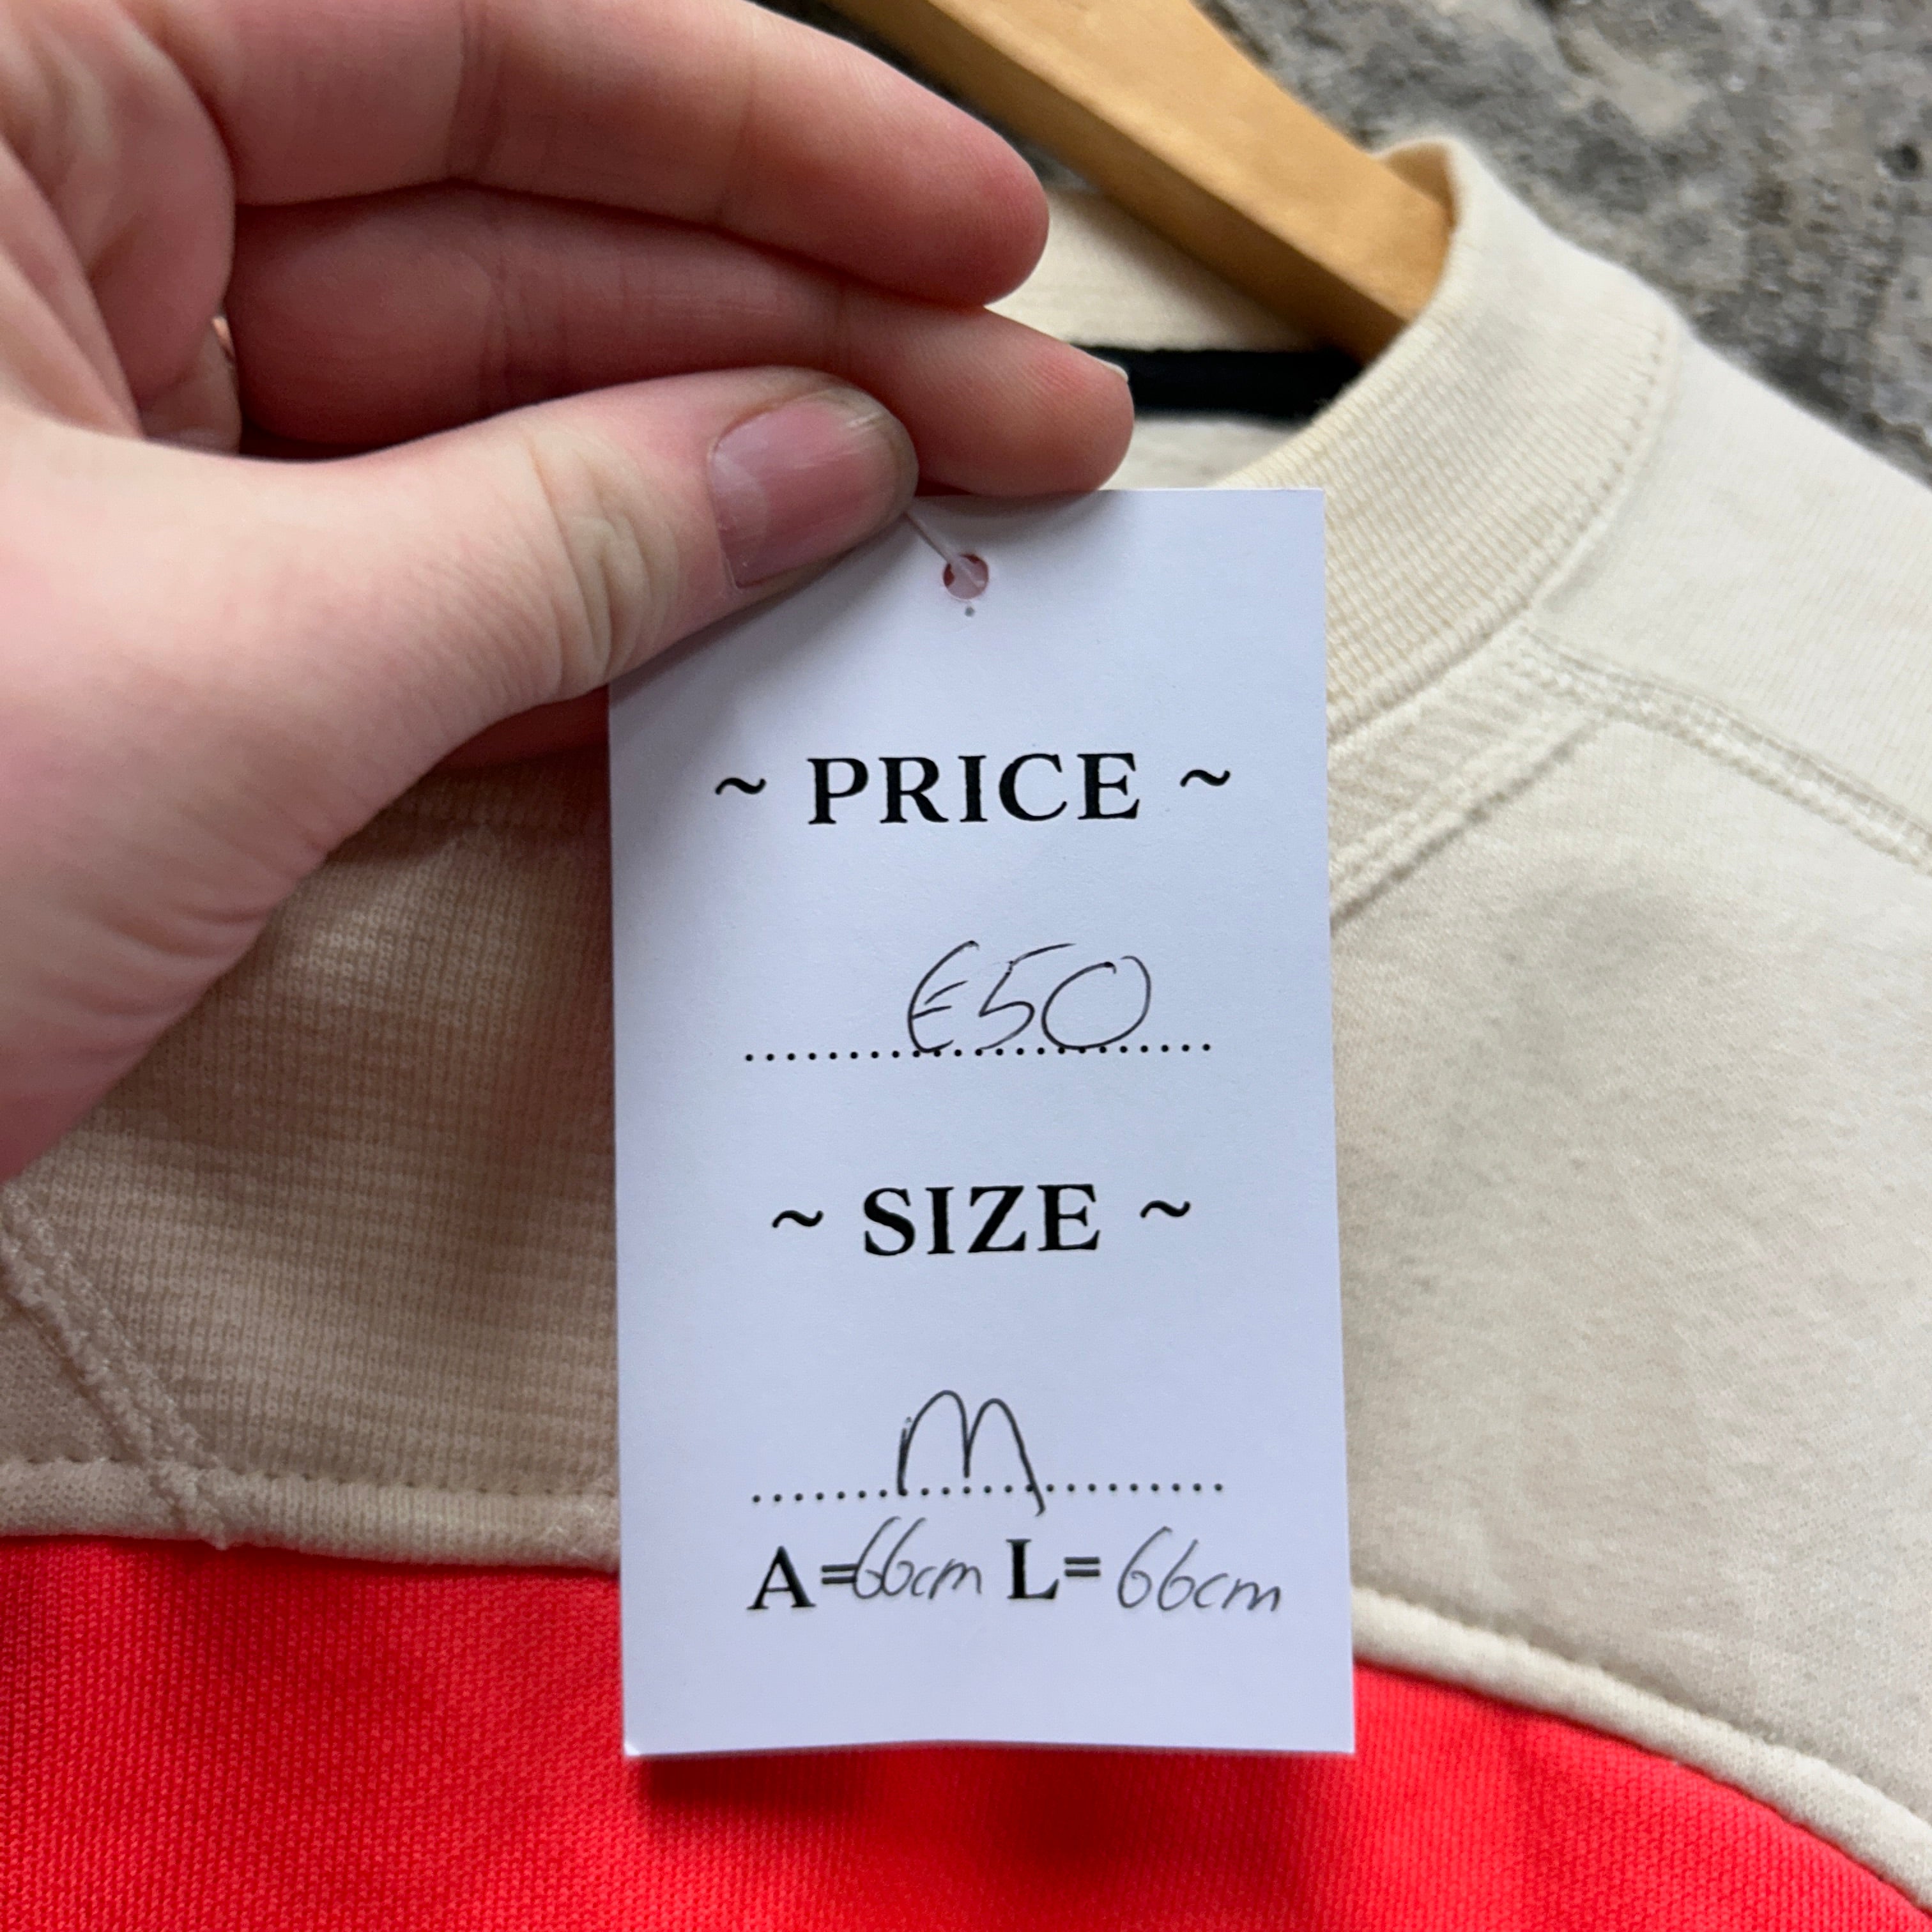 ~ PRICE ~
€50
~ SIZE ~
M
A=66cm L=66cm